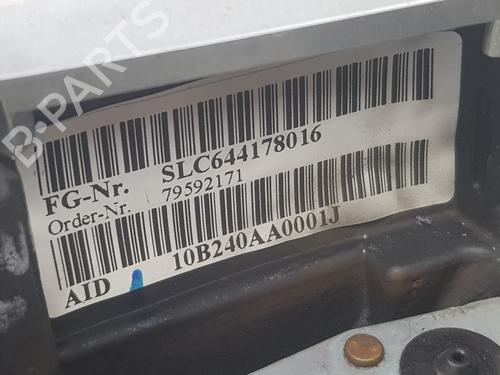 B-PARTS
FG-Nr. SLC644178016
Order-Nr. 79592171
AID 10B240AA0001J